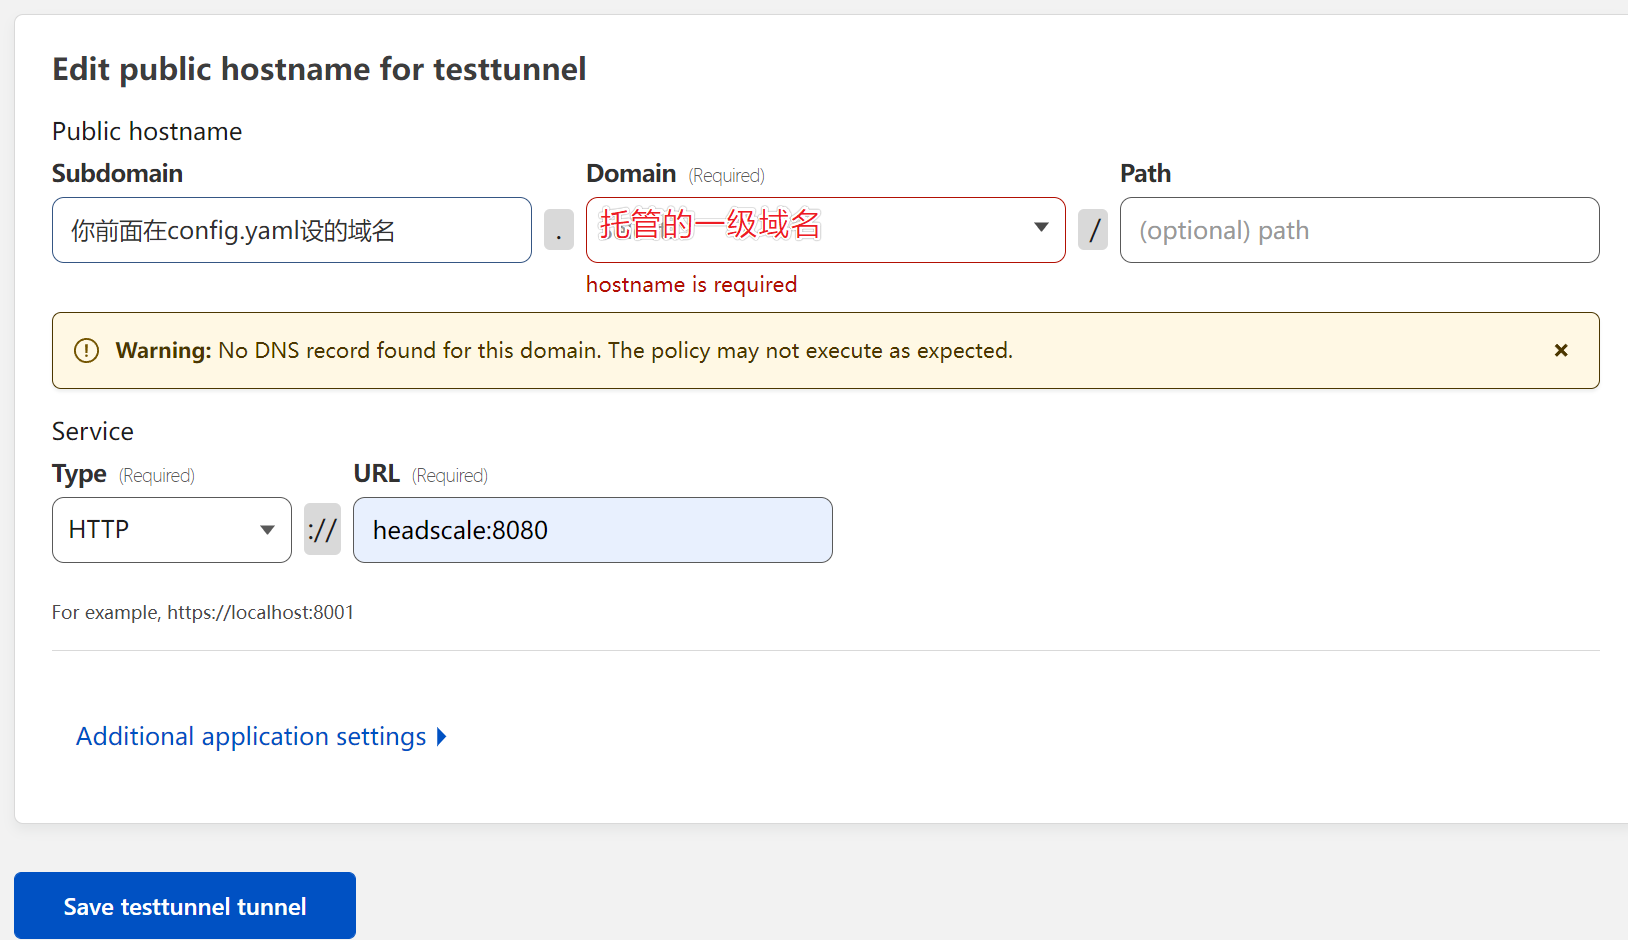 Edit public hostname for testtunnel
Public hostname
Subdomain
Domain (Required)
Path
你前面在config.yaml设的域名
.
托管的一级域名
/
(optional) path
hostname is required
Warning: No DNS record found for this domain. The policy may not execute as expected.
Service
Type (Required)
URL (Required)
HTTP
://
headscale:8080
For example, https://localhost:8001
Additional application settings
Save testtunnel tunnel